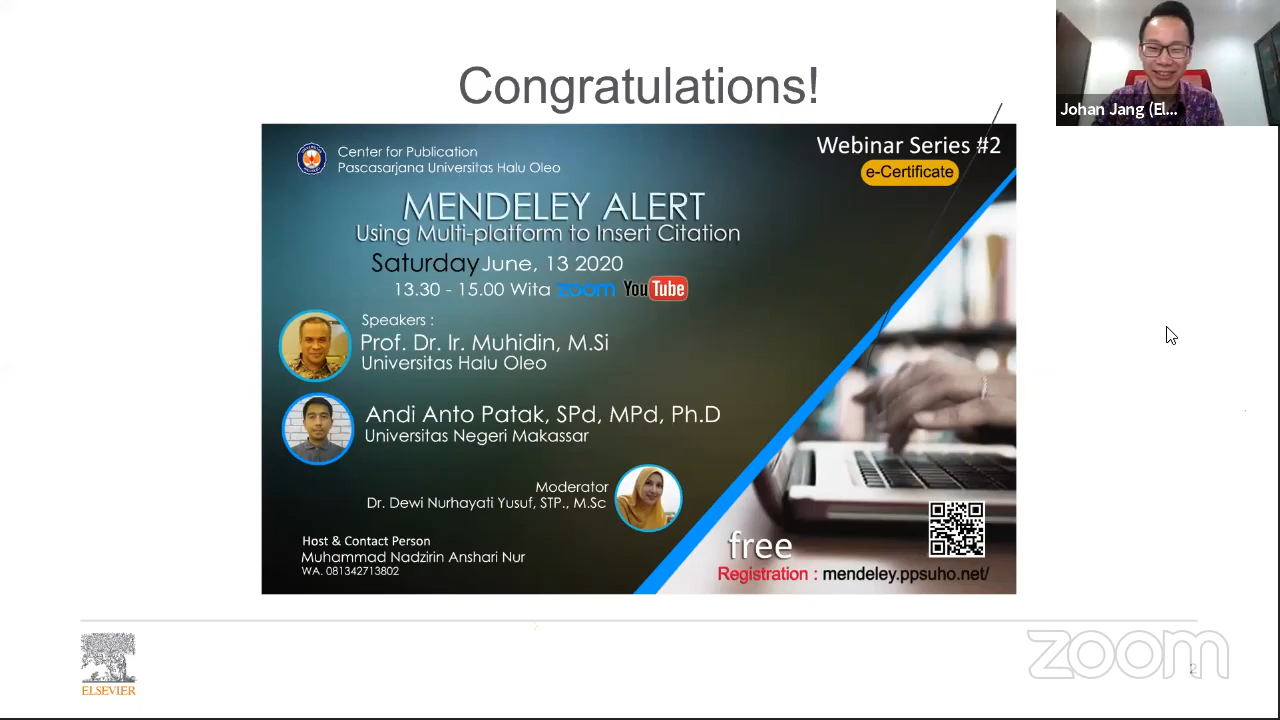 Congratulations!
Johan Jang (El...
Center for Publication
Pascasarjana Universitas Halu Oleo
Webinar Series #2
e-Certificate
MENDELEY ALERT
Using Multi-platform to Insert Citation
Saturday June, 13 2020
13.30 - 15.00 Wita zoom YouTube
Speakers :
Prof. Dr. Ir. Muhidin, M.Si
Universitas Halu Oleo
Andi Anto Patak, SPd, MPd, Ph.D
Universitas Negeri Makassar
Moderator
Dr. Dewi Nurhayati Yusuf, STP., M.Sc
Host & Contact Person
Muhammad Nadzirin Anshari Nur
WA. 081342713802
free
Registration : mendeley.ppsuho.net/
ELSEVIER
zoom
2